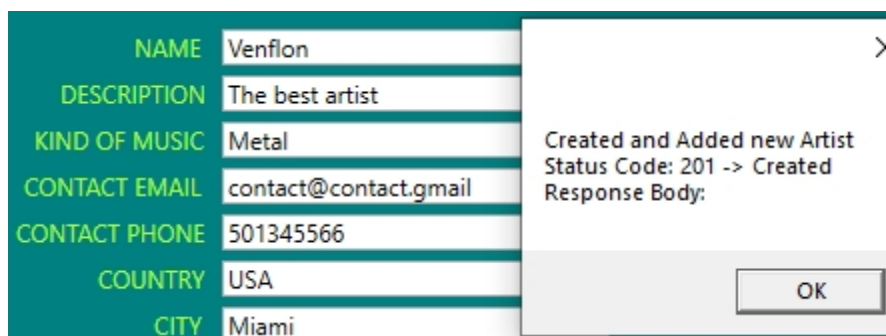 NAME Venflon
DESCRIPTION The best artist
KIND OF MUSIC Metal
CONTACT EMAIL contact@contact.gmail
CONTACT PHONE 501345566
COUNTRY USA
CITY Miami
Created and Added new Artist
Status Code: 201 -> Created
Response Body:
OK